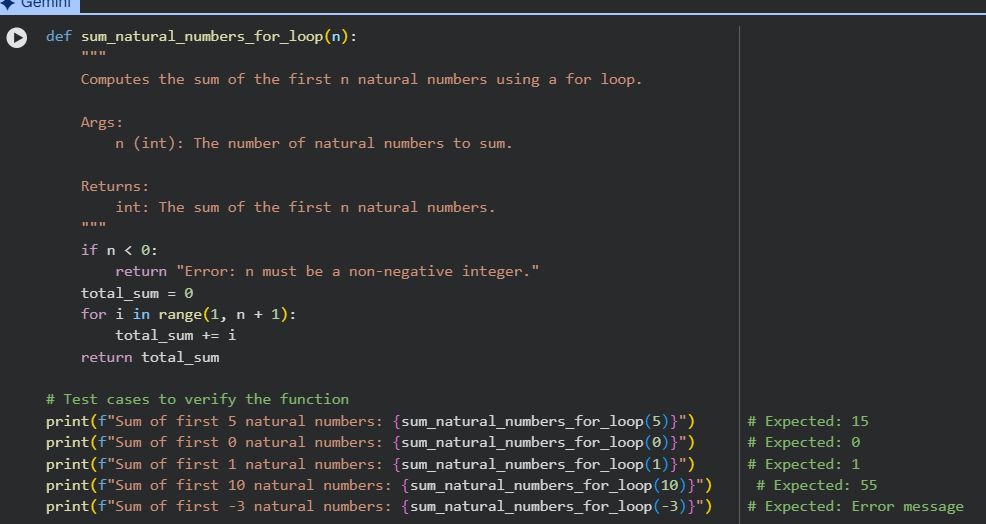 Gemini
def sum_natural_numbers_for_loop(n):
    """
    Computes the sum of the first n natural numbers using a for loop.

    Args:
        n (int): The number of natural numbers to sum.

    Returns:
        int: The sum of the first n natural numbers.
    """
    if n < 0:
        return "Error: n must be a non-negative integer."
    total_sum = 0
    for i in range(1, n + 1):
        total_sum += i
    return total_sum

# Test cases to verify the function
print(f"Sum of first 5 natural numbers: {sum_natural_numbers_for_loop(5)}")      # Expected: 15
print(f"Sum of first 0 natural numbers: {sum_natural_numbers_for_loop(0)}")      # Expected: 0
print(f"Sum of first 1 natural numbers: {sum_natural_numbers_for_loop(1)}")      # Expected: 1
print(f"Sum of first 10 natural numbers: {sum_natural_numbers_for_loop(10)}")     # Expected: 55
print(f"Sum of first -3 natural numbers: {sum_natural_numbers_for_loop(-3)}")    # Expected: Error message